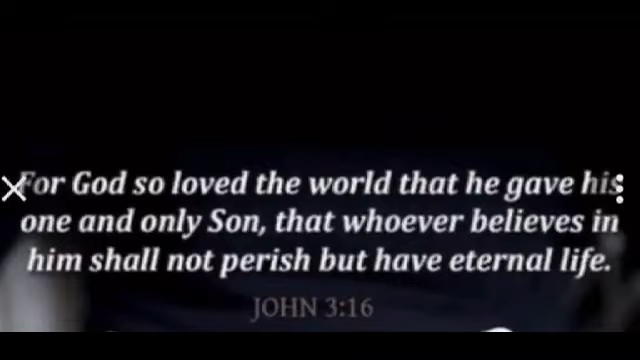 For God so loved the world that he gave his
one and only Son, that whoever believes in
him shall not perish but have eternal life.
JOHN 3:16